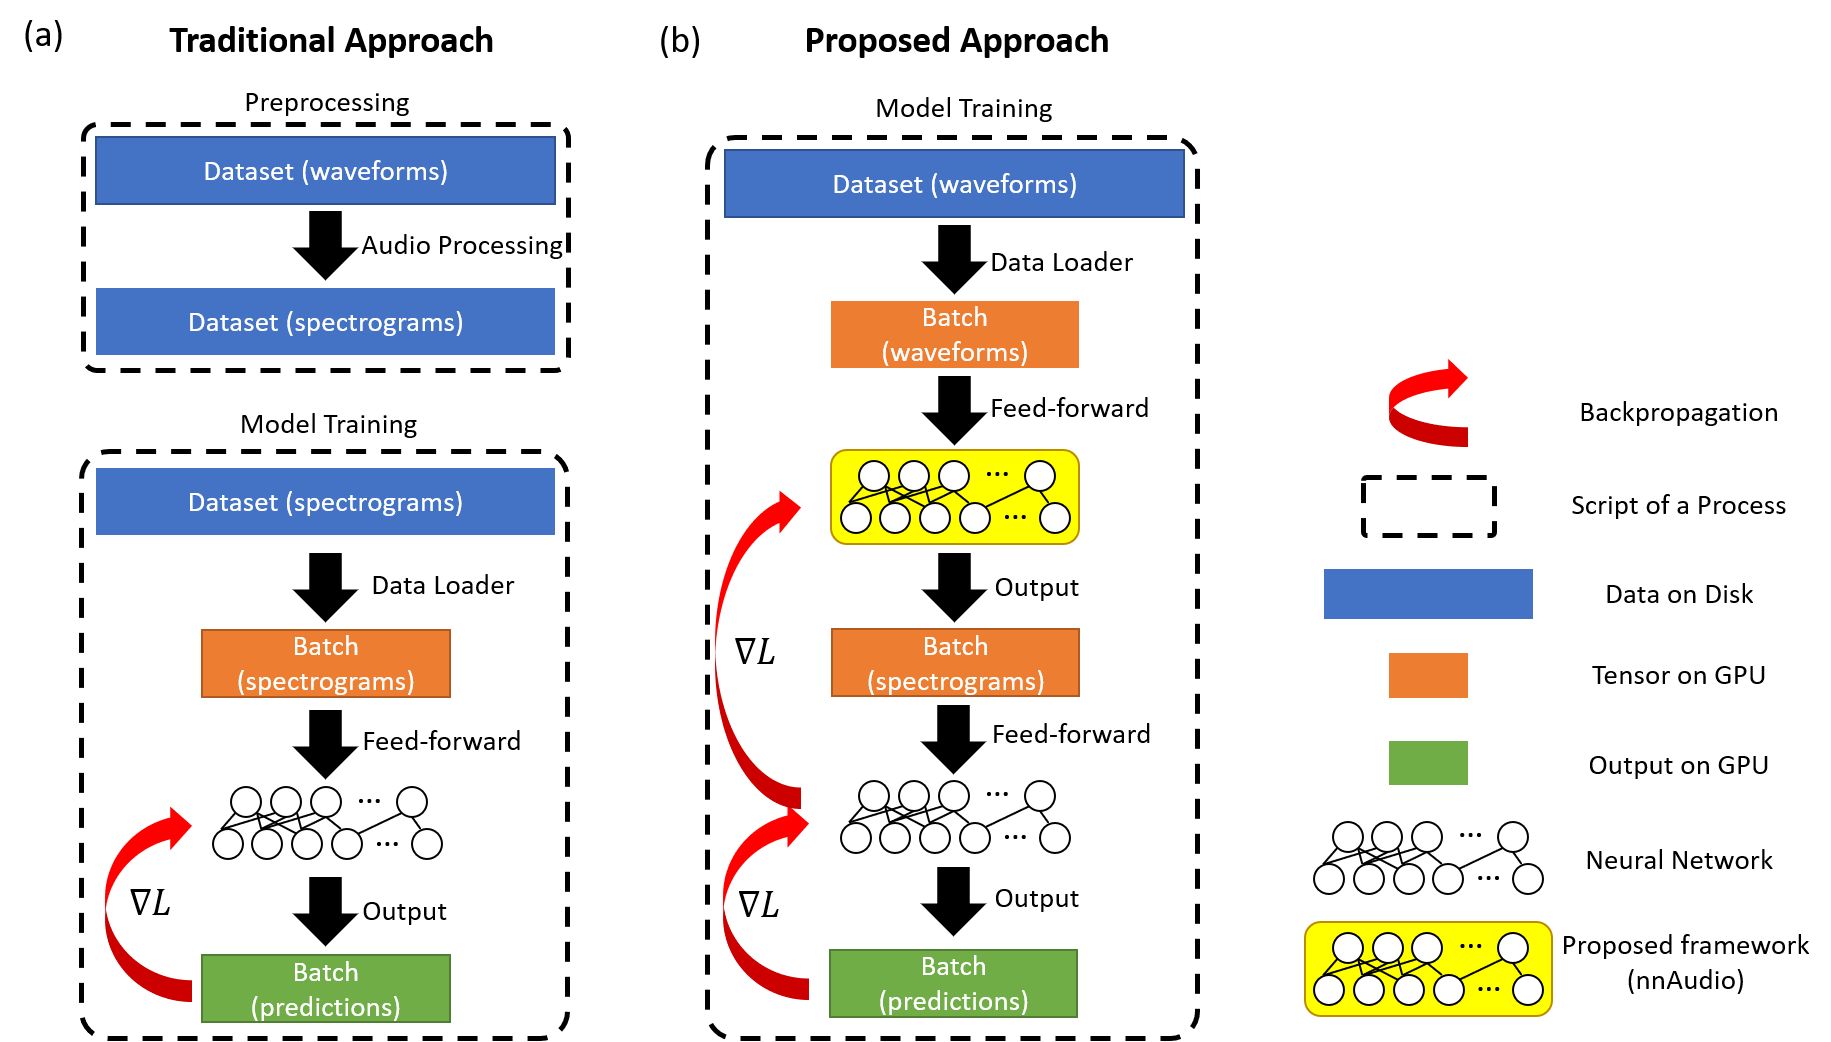 (a)
Traditional Approach
Preprocessing
Dataset (waveforms)
Audio Processing
Dataset (spectrograms)
Model Training
Dataset (spectrograms)
Data Loader
Batch
(spectrograms)
Feed-forward
...
...
∇L
Output
Batch
(predictions)
(b)
Proposed Approach
Model Training
Dataset (waveforms)
Data Loader
Batch
(waveforms)
Feed-forward
...
...
Output
∇L
Batch
(spectrograms)
Feed-forward
...
...
∇L
Output
Batch
(predictions)
Backpropagation
Script of a Process
Data on Disk
Tensor on GPU
Output on GPU
...
Neural Network
...
...
Proposed framework
(nnAudio)
...